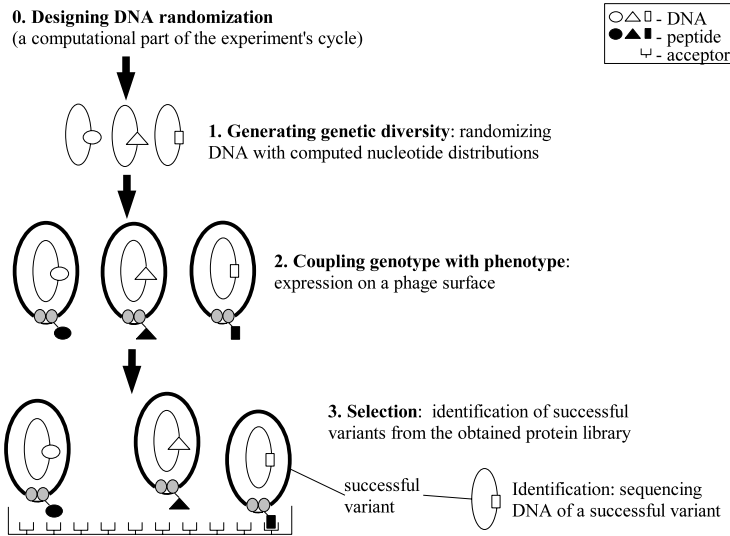 0. Designing DNA randomization
(a computational part of the experiment's cycle)
- DNA
- peptide
- acceptor
1. Generating genetic diversity: randomizing
DNA with computed nucleotide distributions
2. Coupling genotype with phenotype:
expression on a phage surface
3. Selection: identification of successful
variants from the obtained protein library
successful
variant
Identification: sequencing
DNA of a successful variant